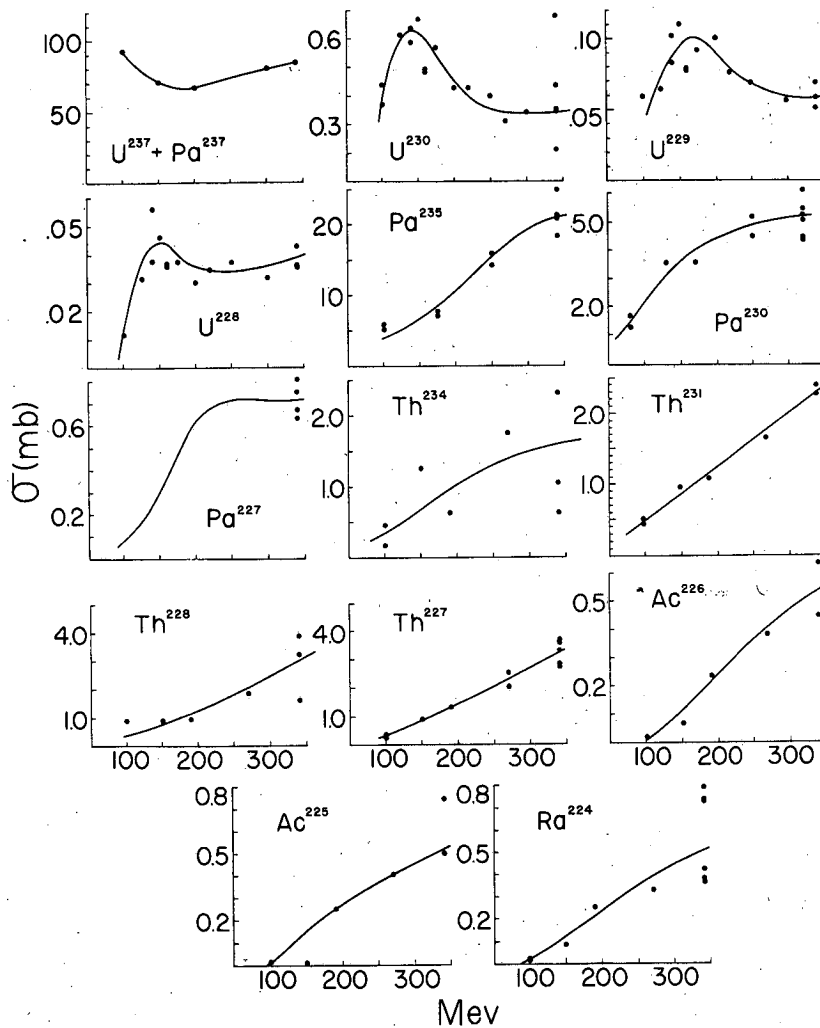 100
50
U²³⁷ + Pa²³⁷
0.6
0.3
U²³⁰
.10
.05
U²²⁹
.05
.02
U²²⁸
20
10
Pa²³⁵
5.0
2.0
Pa²³⁰
σ (mb)
0.6
0.2
Pa²²⁷
2.0
1.0
Th²³⁴
2.0
1.0
Th²³¹
4.0
1.0
Th²²⁸
100 200 300
4.0
1.0
Th²²⁷
100 200 300
0.5
0.2
Ac²²⁶
100 200 300
0.8
0.5
0.2
Ac²²⁵
100 200 300
0.8
0.5
0.2
Ra²²⁴
100 200 300
Mev